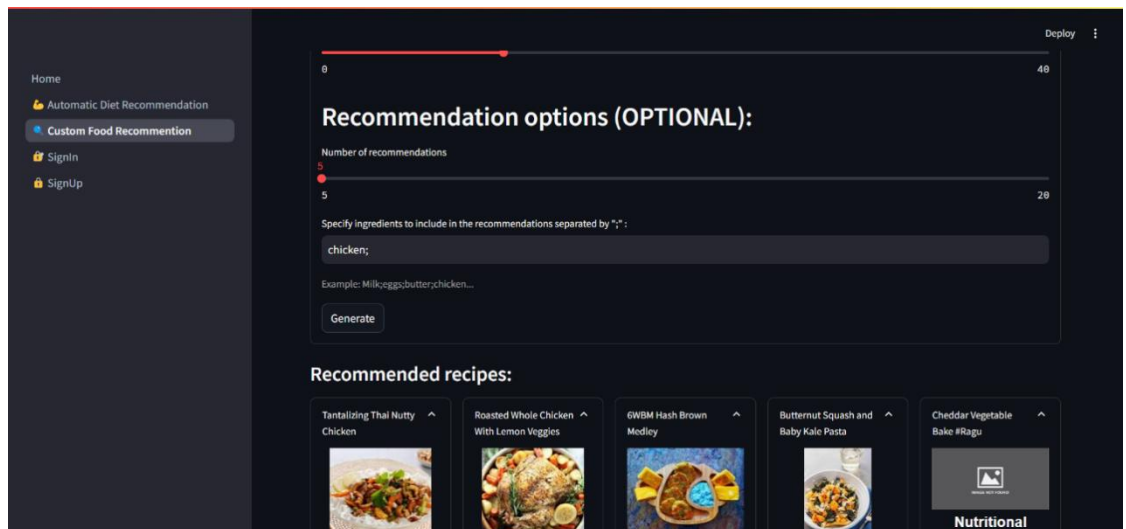 Deploy
Home
Automatic Diet Recommendation
Custom Food Recommention
SignIn
SignUp
0
40
Recommendation options (OPTIONAL):
Number of recommendations
5
5
20
Specify ingredients to include in the recommendations separated by ";" :
chicken;
Example: Milk;eggs;butter;chicken...
Generate
Recommended recipes:
Tantalizing Thai Nutty
Chicken
Roasted Whole Chicken
With Lemon Veggies
6WBM Hash Brown
Medley
Butternut Squash and
Baby Kale Pasta
Cheddar Vegetable
Bake #Ragu
IMAGE NOT FOUND
Nutritional